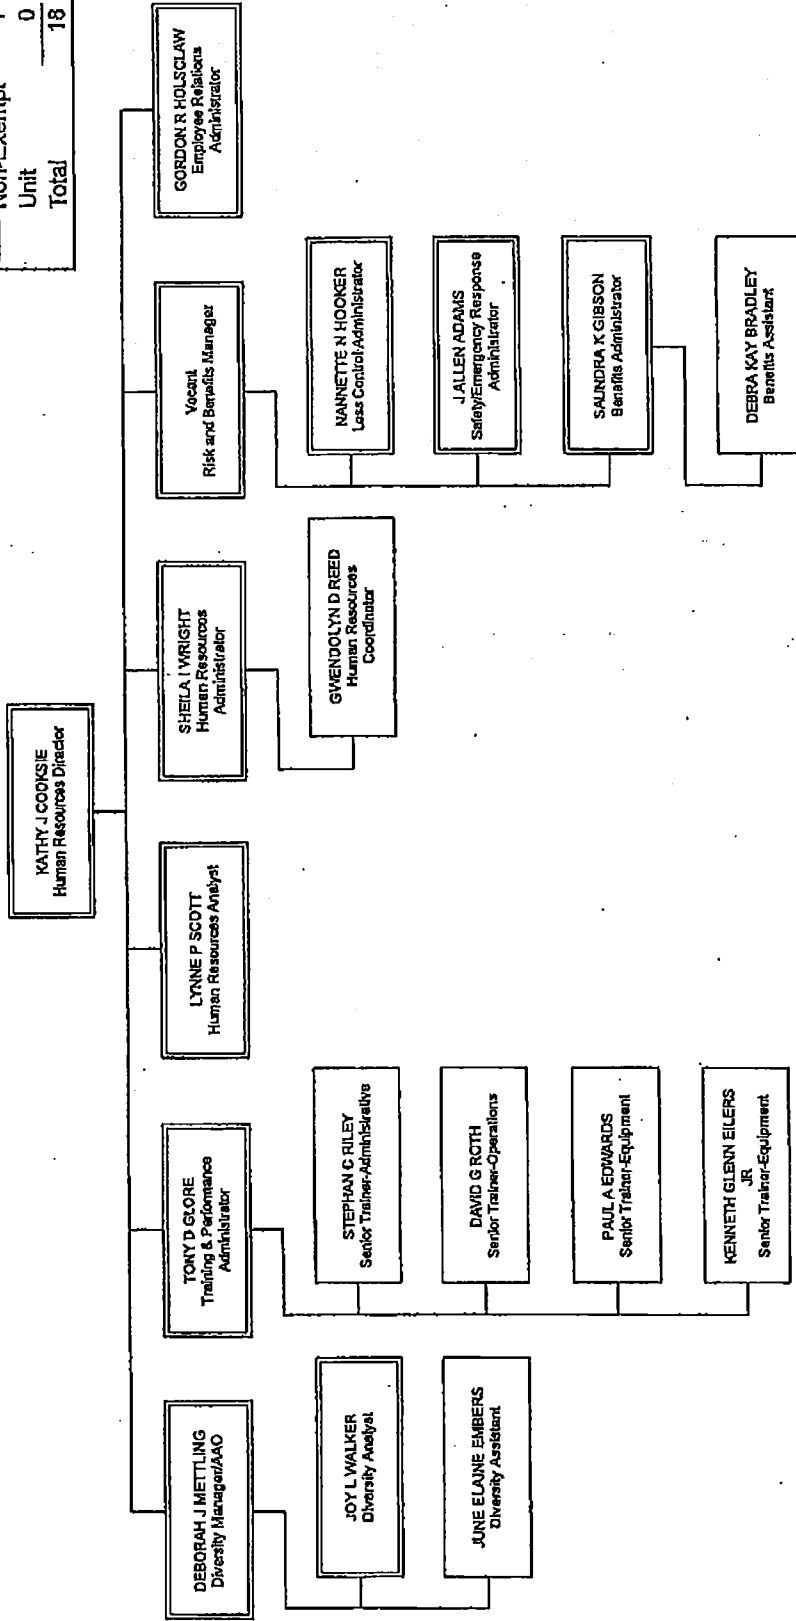 Non-Exempt
Unit 0
Total 18
KATHY J COOKSIE
Human Resources Director
DEBORAH J METTLING
Diversity Manager/AAO
TONY D GLORE
Training & Performance
Administrator
LYNNE P SCOTT
Human Resources Analyst
SHEILA I WRIGHT
Human Resources
Administrator
Vacant
Risk and Benefits Manager
GORDON R HOLSCLAW
Employee Relations
Administrator
JOY L WALKER
Diversity Analyst
JUNE ELAINE EMBERS
Diversity Assistant
STEPHAN C RILEY
Senior Trainer-Administrative
DAVID G ROTH
Senior Trainer-Operations
PAUL A EDWARDS
Senior Trainer-Equipment
KENNETH GLENN EILERS
JR
Senior Trainer-Equipment
GWENDOLYN D REED
Human Resources
Coordinator
NANNETTE N HOOKER
Loss Control Administrator
J ALLEN ADAMS
Safety/Emergency Response
Administrator
SAUNDRA K GIBSON
Benefits Administrator
DEBRA KAY BRADLEY
Benefits Assistant